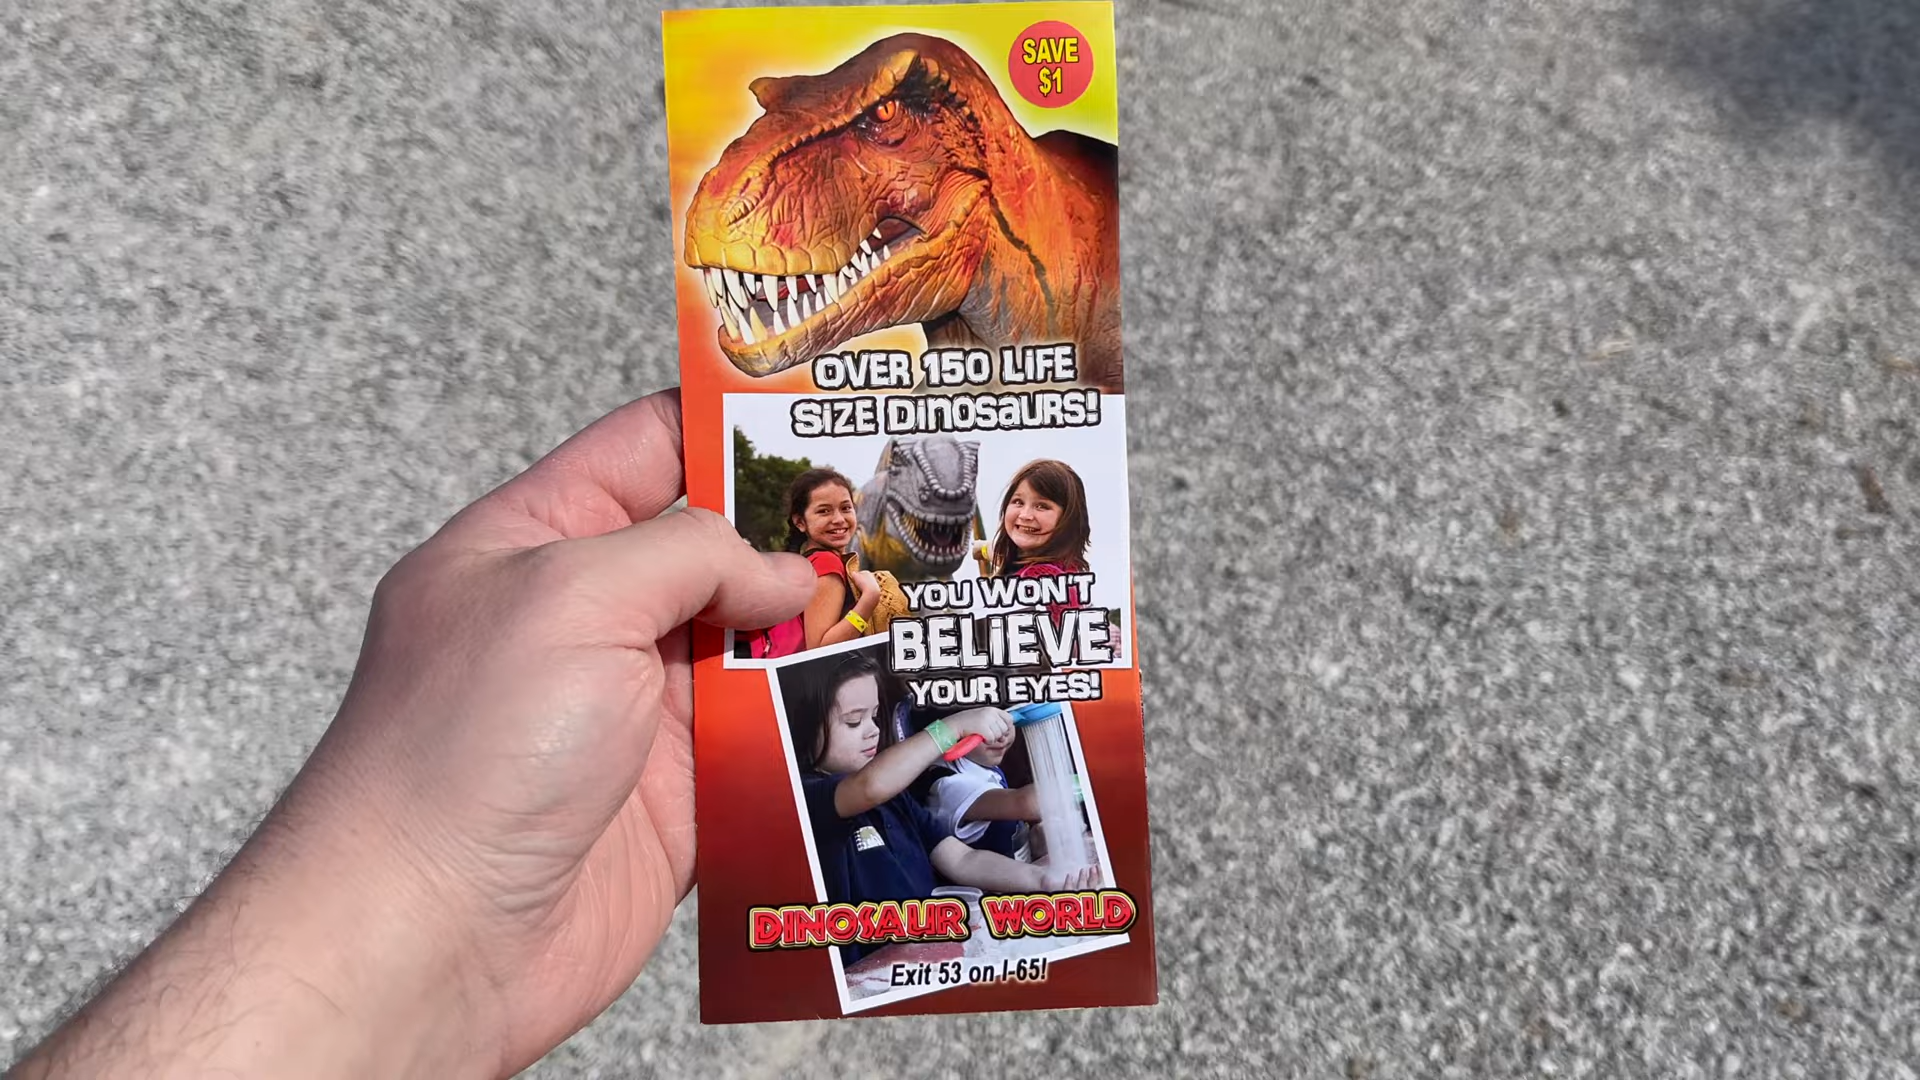 SAVE
$1
OVER 150 LIFE
SIZE DINOSAURS!
YOU WON'T
BELIEVE
YOUR EYES!
DINOSAUR WORLD
Exit 53 on I-65!